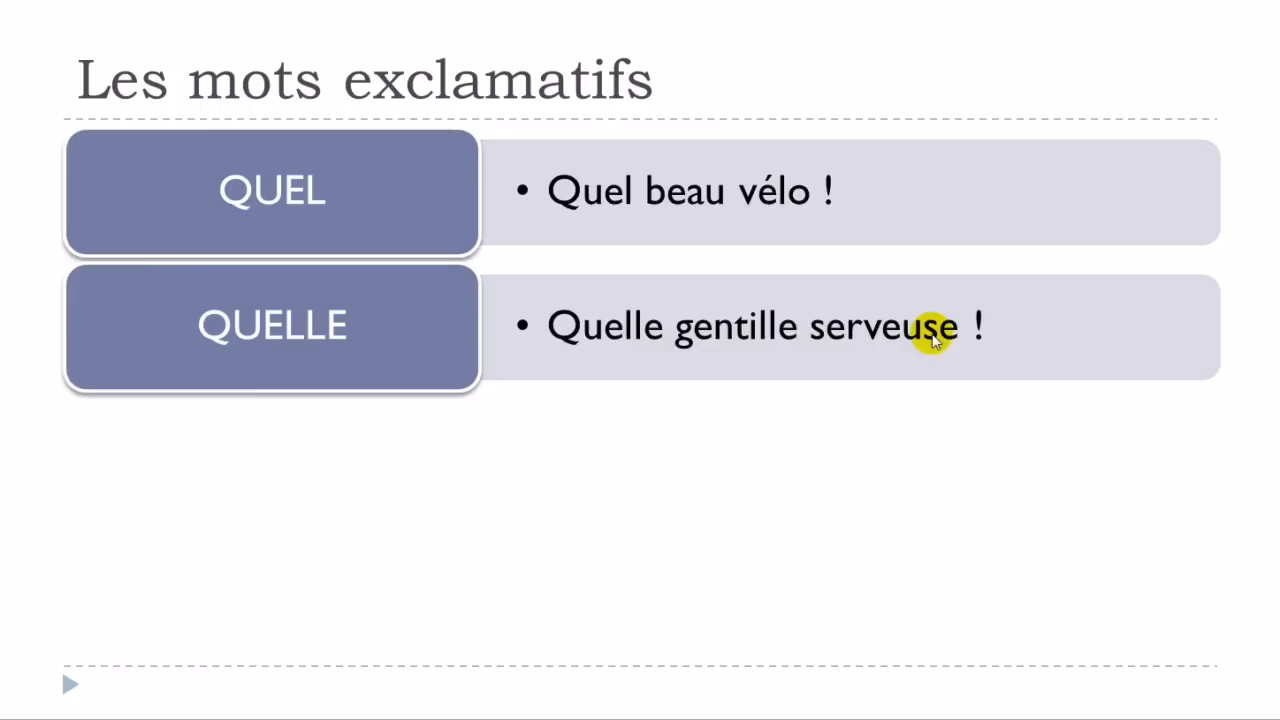 Les mots exclamatifs
QUEL
• Quel beau vélo !
QUELLE
• Quelle gentille serveuse !